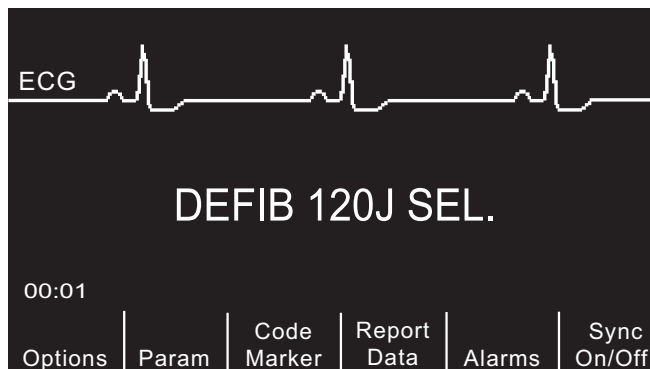 ECG
DEFIB 120J SEL.
00:01
Options Param Code Marker Report Data Alarms Sync On/Off